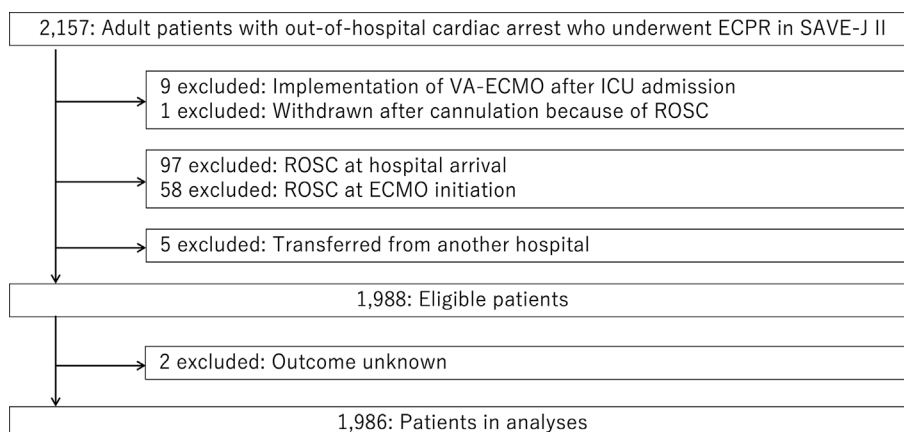 2,157: Adult patients with out-of-hospital cardiac arrest who underwent ECPR in SAVE-J II
9 excluded: Implementation of VA-ECMO after ICU admission
1 excluded: Withdrawn after cannulation because of ROSC
97 excluded: ROSC at hospital arrival
58 excluded: ROSC at ECMO initiation
5 excluded: Transferred from another hospital
1,988: Eligible patients
2 excluded: Outcome unknown
1,986: Patients in analyses